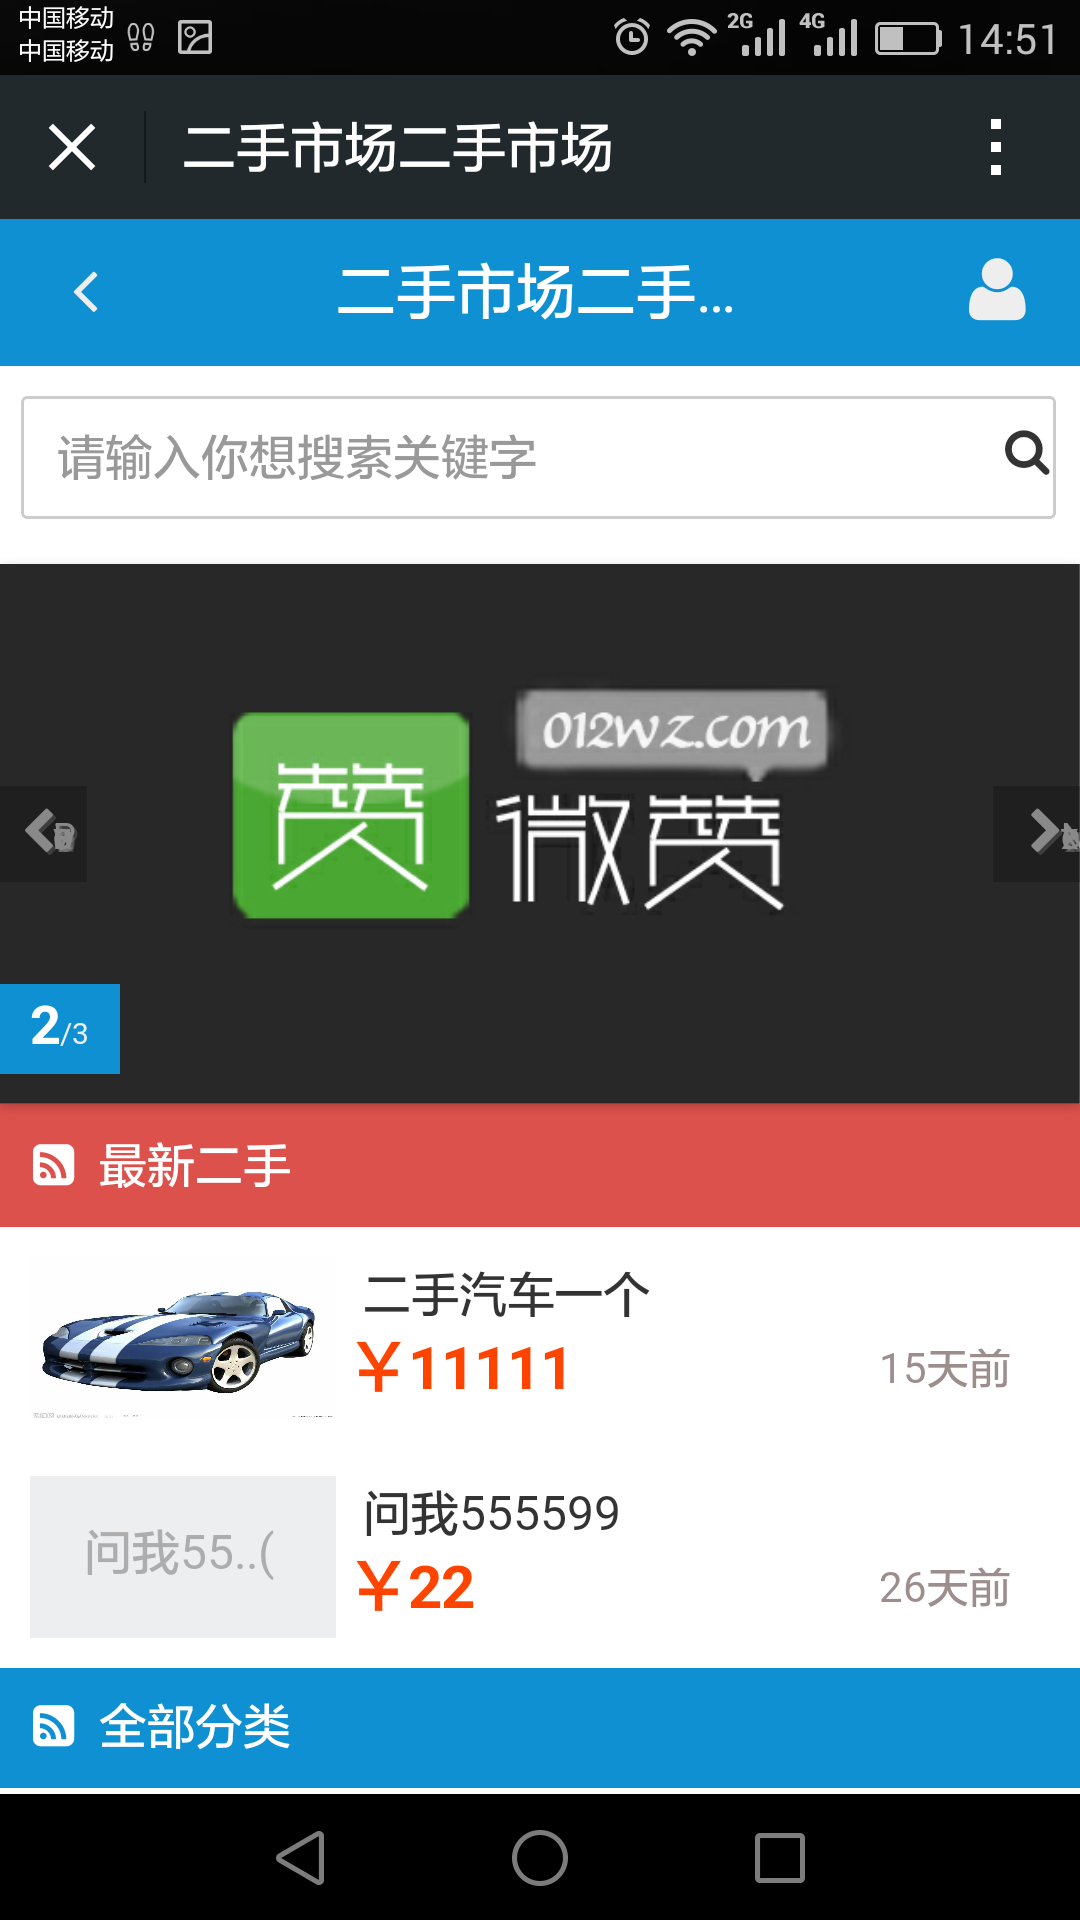 中国移动
中国移动
2G
4G
14:51
二手市场二手市场
二手市场二手...
请输入你想搜索关键字
012wz.com
赞
微赞
2/3
最新二手
二手汽车一个
￥11111
15天前
问我55..(
问我555599
￥22
26天前
全部分类